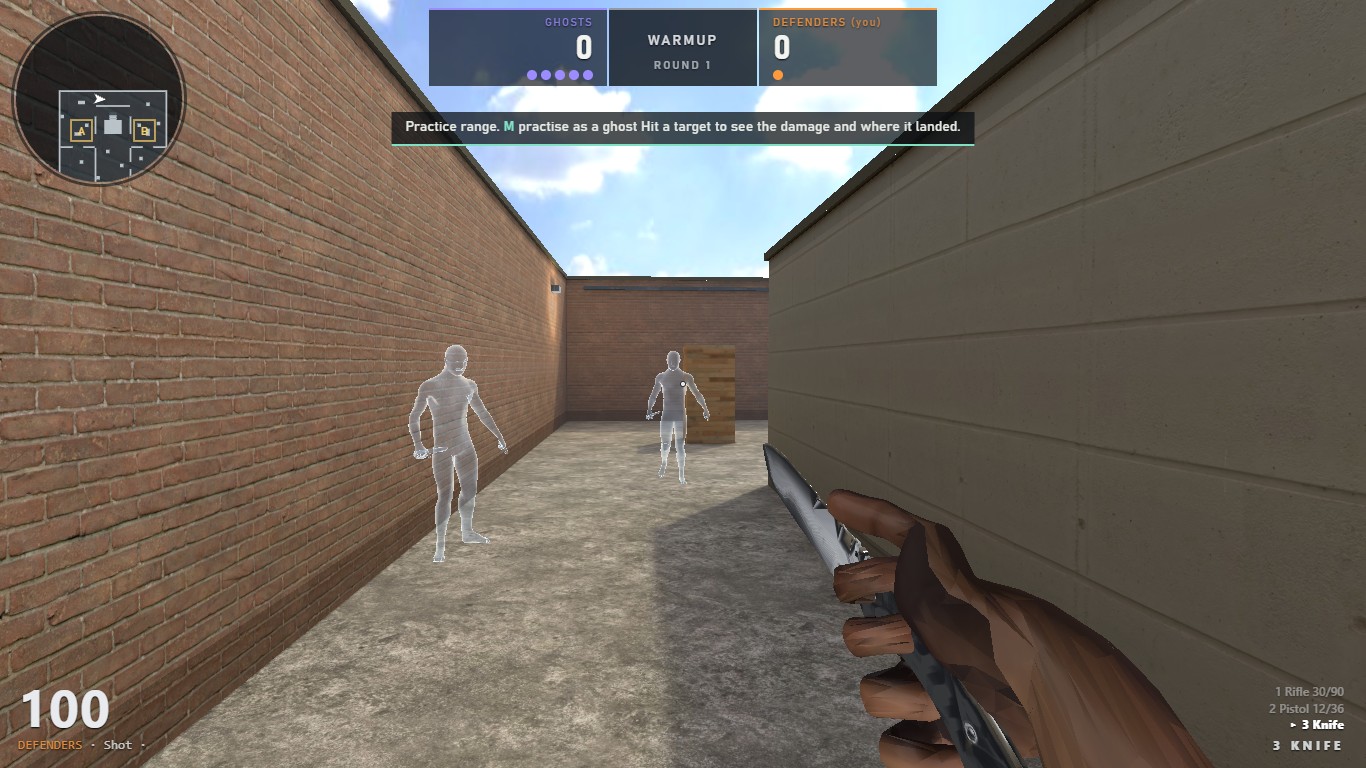 GHOSTS
0
WARMUP
ROUND 1
DEFENDERS (you)
0
Practice range. M practise as a ghost Hit a target to see the damage and where it landed.
A
B
100
DEFENDERS · Shot ·
1 Rifle 30/90
2 Pistol 12/36
▸ 3 Knife
3 KNIFE